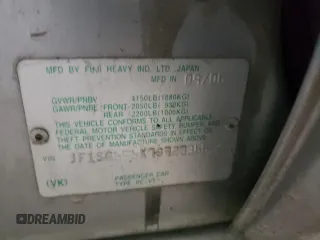 MFD BY FUJI HEAVY IND. LTD. JAPAN
MFD IN
GVWR/PNBV 4150LB(1880KG)
GAWR/PNBE FRONT-2050LB( 930KG)
REAR -2200LB(1000KG)
THIS VEHICLE CONFORMS TO ALL APPLICABLE
FEDERAL MOTOR VEHICLE SAFETY, BUMPER, AND
THEFT PREVENTION STANDARDS IN EFFECT ON THE
DATE OF MANUFACTURE SHOWN ABOVE.
VIN
(VK) PASSENGER CAR
DREAMBID